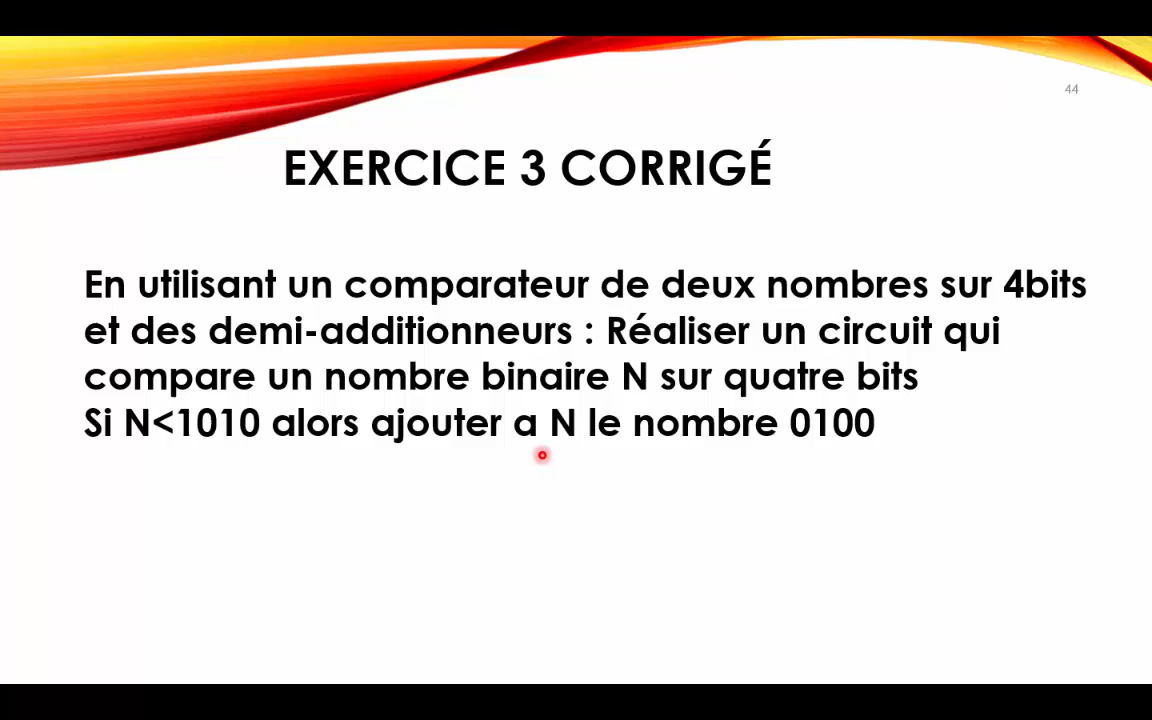 44
EXERCICE 3 CORRIGÉ
En utilisant un comparateur de deux nombres sur 4bits
et des demi-additionneurs : Réaliser un circuit qui
compare un nombre binaire N sur quatre bits
Si N<1010 alors ajouter a N le nombre 0100